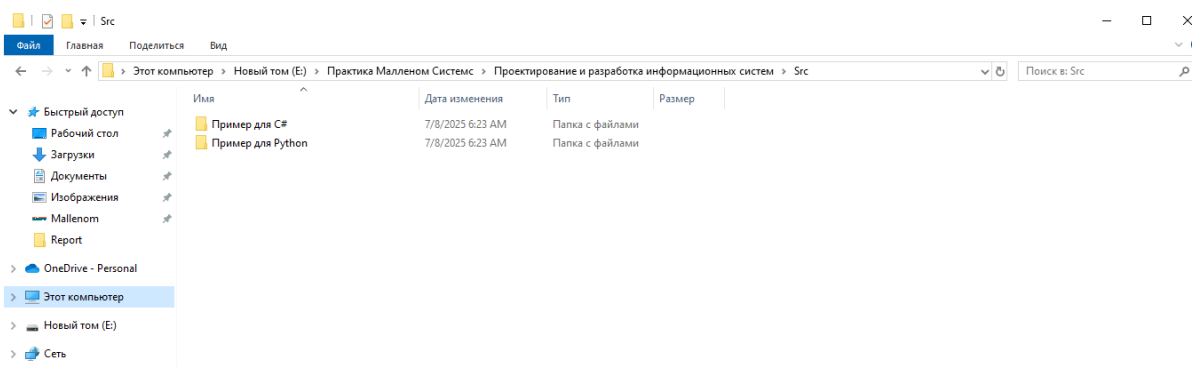 Src
Файл Главная Поделиться Вид
Этот компьютер › Новый том (E:) › Практика Малленом Системс › Проектирование и разработка информационных систем › Src
Поиск в: Src
Имя Дата изменения Тип Размер
Пример для C# 7/8/2025 6:23 AM Папка с файлами
Пример для Python 7/8/2025 6:23 AM Папка с файлами
Быстрый доступ
Рабочий стол
Загрузки
Документы
Изображения
Mallenom
Report
OneDrive - Personal
Этот компьютер
Новый том (E:)
Сеть